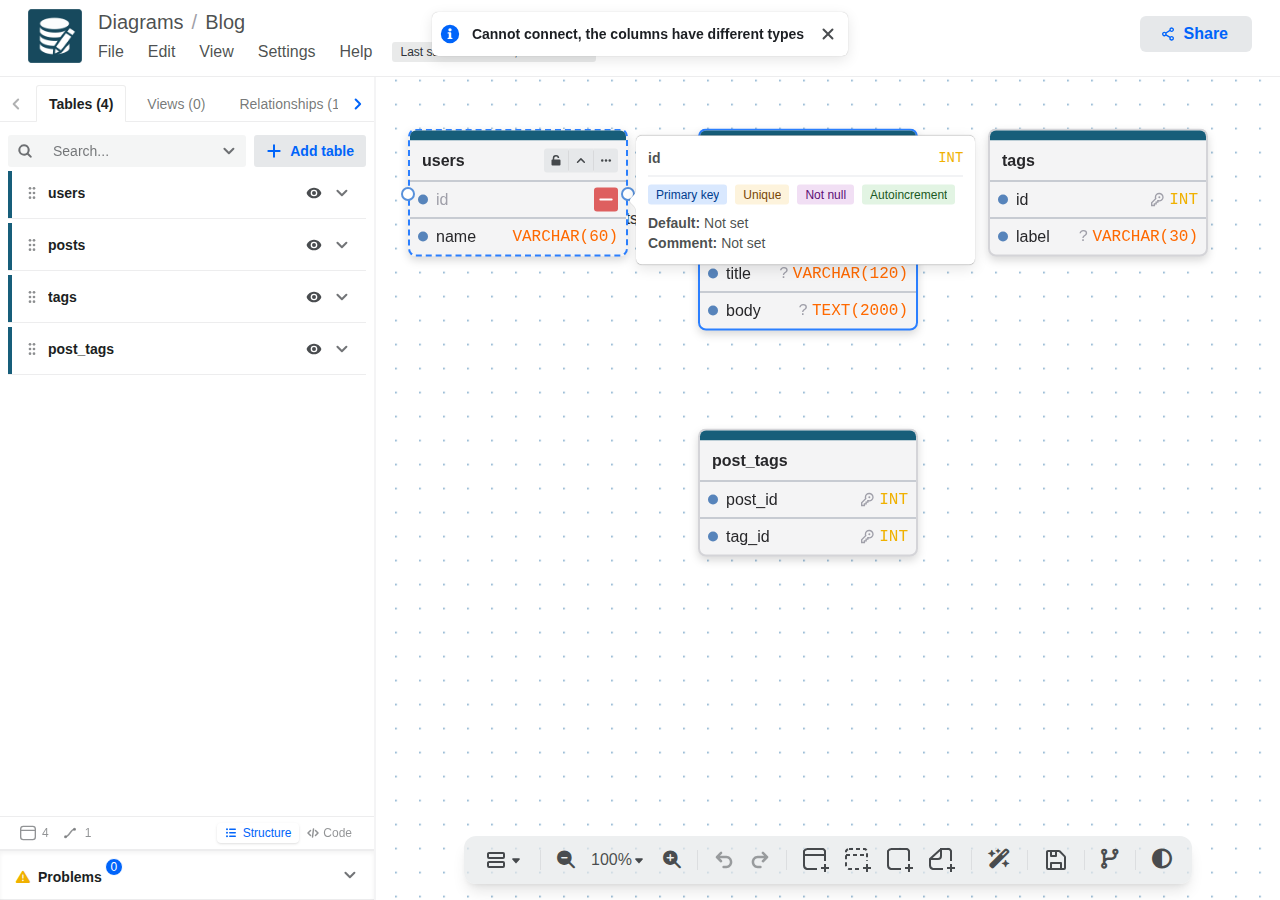 Diagrams / Blog
Cannot connect, the columns have different types
Share
File Edit View Settings Help
Last
Tables (4) Views (0) Relationships (1
Search...
Add table
users
posts
tags
post_tags
users
id
name VARCHAR(60)
id INT
Primary key Unique Not null Autoincrement
Default: Not set
Comment: Not set
title ? VARCHAR(120)
body ? TEXT(2000)
tags
id INT
label ? VARCHAR(30)
post_tags
post_id INT
tag_id INT
4 1 Structure Code
Problems 0
100%